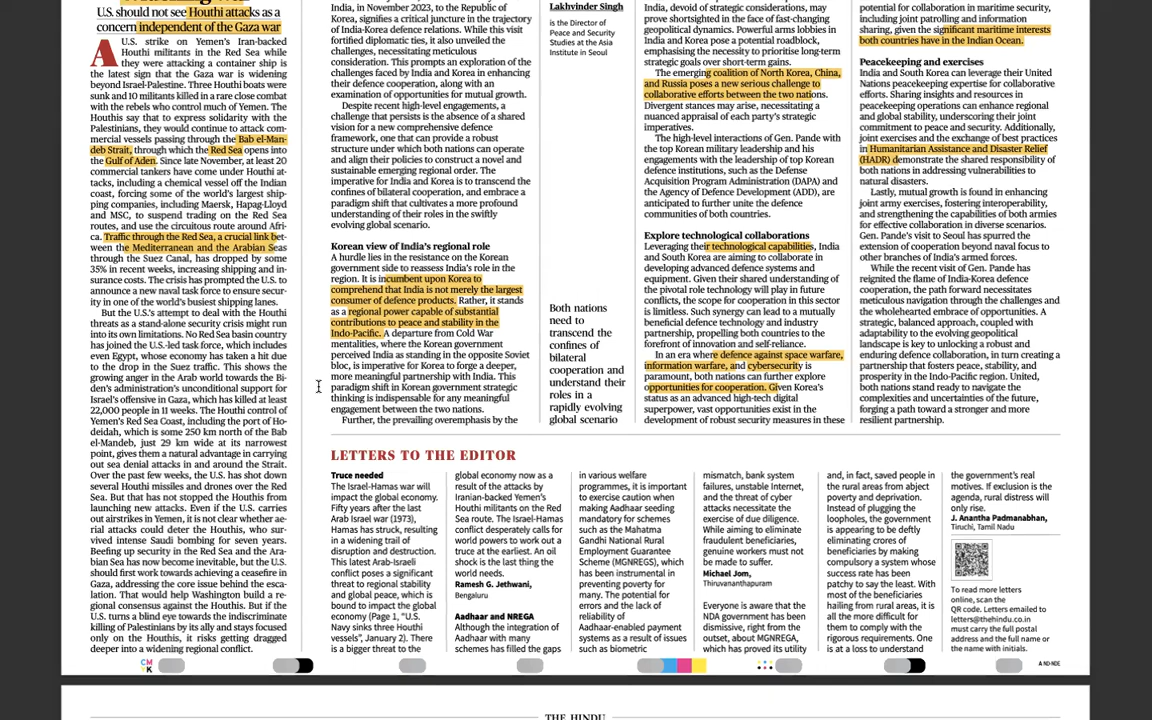 U.S. should not see Houthi attacks as a
concern independent of the Gaza war
A U.S. strike on Yemen's Iran-backed
Houthi militants in the Red Sea while
they were attacking a container ship is
the latest sign that the Gaza war is widening
beyond Israel-Palestine. Three Houthi boats were
sunk and 10 militants killed in a rare close combat
with the rebels who control much of Yemen. The
Houthis say that to express solidarity with the
Palestinians, they would continue to attack com-
mercial vessels passing through the Bab el-Man-
deb Strait, through which the Red Sea opens into
the Gulf of Aden. Since late November, at least 20
commercial tankers have come under Houthi at-
tacks, including a chemical vessel off the Indian
coast, forcing some of the world's largest ship-
ping companies, including Maersk, Hapag-Lloyd
and MSC, to suspend trading on the Red Sea
routes, and use the circuitous route around Afri-
ca. Traffic through the Red Sea, a crucial link bet-
ween the Mediterranean and the Arabian Seas
through the Suez Canal, has dropped by some
35% in recent weeks, increasing shipping and in-
surance costs. The crisis has prompted the U.S. to
announce a new naval task force to ensure secur-
ity in one of the world's busiest shipping lanes.
But the U.S.'s attempt to deal with the Houthi
threats as a stand-alone security crisis might run
into its own limitations. No Red Sea basin country
has joined the U.S.-led task force, which includes
even Egypt, whose economy has taken a hit due
to the drop in the Suez traffic. This shows the
growing anger in the Arab world towards the Bi-
den's administration's unconditional support for
Israel's offensive in Gaza, which has killed at least
22,000 people in 11 weeks. The Houthi control of
Yemen's Red Sea Coast, including the port of Ho-
deidah, which is some 250 km north of the Bab
el-Mandeb, just 29 km wide at its narrowest
point, gives them a natural advantage in carrying
out sea denial attacks in and around the Strait.
Over the past few weeks, the U.S. has shot down
several Houthi missiles and drones over the Red
Sea. But that has not stopped the Houthis from
launching new attacks. Even if the U.S. carries
out airstrikes in Yemen, it is not clear whether ae-
rial attacks could deter the Houthis, who sur-
vived intense Saudi bombing for seven years.
Beefing up security in the Red Sea and the Ara-
bian Sea has now become inevitable, but the U.S.
should first work towards achieving a ceasefire in
Gaza, addressing the core issue behind the esca-
lation. That would help Washington build a re-
gional consensus against the Houthis. But if the
U.S. turns a blind eye towards the indiscriminate
killing of Palestinians by its ally and stays focused
only on the Houthis, it risks getting dragged
deeper into a widening regional conflict.
India, in November 2023, to the Republic of
Korea, signifies a critical juncture in the trajectory
of India-Korea defence relations. While this visit
fortified diplomatic ties, it also unveiled the
challenges, necessitating meticulous
consideration. This prompts an exploration of the
challenges faced by India and Korea in enhancing
their defence cooperation, along with an
examination of opportunities for mutual growth.
Despite recent high-level engagements, a
challenge that persists is the absence of a shared
vision for a new comprehensive defence
framework, one that can provide a robust
structure under which both nations can operate
and align their policies to construct a novel and
sustainable emerging regional order. The
imperative for India and Korea is to transcend the
confines of bilateral cooperation, and embrace a
paradigm shift that cultivates a more profound
understanding of their roles in the swiftly
evolving global scenario.
Korean view of India's regional role
A hurdle lies in the resistance on the Korean
government side to reassess India's role in the
region. It is incumbent upon Korea to
comprehend that India is not merely the largest
consumer of defence products. Rather, it stands
as a regional power capable of substantial
contributions to peace and stability in the
Indo-Pacific. A departure from Cold War
mentalities, where the Korean government
perceived India as standing in the opposite Soviet
bloc, is imperative for Korea to forge a deeper,
more meaningful partnership with India. This
paradigm shift in Korean government strategic
thinking is indispensable for any meaningful
engagement between the two nations.
Further, the prevailing overemphasis by the
Lakhvinder Singh
is the Director of
Peace and Security
Studies at the Asia
Institute in Seoul
Both nations
need to
transcend the
confines of
bilateral
cooperation and
understand their
roles in a
rapidly evolving
global scenario
India, devoid of strategic considerations, may
prove shortsighted in the face of fast-changing
dynamics. Powerful arms lobbies in
India and Korea pose a potential roadblock,
emphasising the necessity to prioritise long-term
strategic goals over short-term gains.
The emerging coalition of North Korea, China,
and Russia poses a new serious challenge to
collaborative efforts between the two nations.
Divergent stances may arise, necessitating a
nuanced appraisal of each party's strategic
imperatives.
The high-level interactions of Gen. Pande with
the top Korean military leadership and his
engagements with the leadership of top Korean
defence institutions, such as the Defense
Acquisition Program Administration (DAPA) and
the Agency of Defence Development (ADD), are
anticipated to further unite the defence
communities of both countries.
Explore technological collaborations
Leveraging their technological capabilities, India
and South Korea are aiming to collaborate in
developing advanced defence systems and
equipment. Given their shared understanding of
the pivotal role technology will play in future
conflicts, the scope for cooperation in this sector
is limitless. Such synergy can lead to a mutually
beneficial defence technology and industry
partnership, propelling both countries to the
forefront of innovation and self-reliance.
In an era where defence against space warfare,
information warfare, and cybersecurity is
paramount, both nations can further explore
opportunities for cooperation. Given Korea's
status as an advanced high-tech digital
superpower, vast opportunities exist in the
development of robust security measures in these
potential for collaboration in maritime security,
including joint patrolling and information
sharing, given the significant maritime interests
both countries have in the Indian Ocean.
Peacekeeping and exercises
India and South Korea can leverage their United
Nations peacekeeping expertise for collaborative
efforts. Sharing insights and resources in
peacekeeping operations can enhance regional
and global stability, underscoring their joint
commitment to peace and security. Additionally,
joint exercises and the exchange of best practices
in Humanitarian Assistance and Disaster Relief
(HADR) demonstrate the shared responsibility of
both nations in addressing vulnerabilities to
natural disasters.
Lastly, mutual growth is found in enhancing
joint army exercises, fostering interoperability,
and strengthening the capabilities of both armies
for effective collaboration in diverse scenarios.
Gen. Pande's visit to Seoul has spurred the
extension of cooperation beyond naval focus to
other branches of India's armed forces.
While the recent visit of Gen. Pande has
reignited the flame of India-Korea defence
cooperation, the path forward necessitates
meticulous navigation through the challenges and
the wholehearted embrace of opportunities. A
strategic, balanced approach, coupled with
adaptability to the evolving geopolitical
landscape is key to unlocking a robust and
enduring defence collaboration, in turn creating a
partnership that fosters peace, stability, and
prosperity in the Indo-Pacific region. United,
both nations stand ready to navigate the
complexities and uncertainties of the future,
forging a path toward a stronger and more
resilient partnership.
LETTERS TO THE EDITOR
Truce needed
The Israel-Hamas war will
impact the global economy.
Fifty years after the last
Arab Israel war (1973),
Hamas has struck, resulting
in a widening trail of
disruption and destruction.
This latest Arab-Israeli
conflict poses a significant
threat to regional stability
and global peace, which is
bound to impact the global
economy (Page 1, "U.S.
Navy sinks three Houthi
vessels", January 2). There
is a bigger threat to the
global economy now as a
result of the attacks by
Iranian-backed Yemen's
Houthi militants on the Red
Sea route. The Israel-Hamas
conflict desperately calls for
world powers to work out a
truce at the earliest. An oil
shock is the last thing the
world needs.
Ramesh G. Jethwani,
Bengaluru
Aadhaar and NREGA
Although the integration of
Aadhaar with many
schemes has filled the gaps
in various welfare
programmes, it is important
to exercise caution when
making Aadhaar seeding
mandatory for schemes
such as the Mahatma
Gandhi National Rural
Employment Guarantee
Scheme (MGNREGS), which
has been instrumental in
preventing poverty for
many. The potential for
errors and the lack of
reliability of
Aadhaar-enabled payment
systems as a result of issues
such as biometric
mismatch, bank system
failures, unstable Internet,
and the threat of cyber
attacks necessitate the
exercise of due diligence.
While aiming to eliminate
fraudulent beneficiaries,
genuine workers must not
be made to suffer.
Michael Jom,
Thiruvananthapuram
Everyone is aware that the
NDA government has been
dismissive, right from the
outset, about MGNREGA,
which has proved its utility
and, in fact, saved people in
the rural areas from abject
poverty and deprivation.
Instead of plugging the
loopholes, the government
is appearing to be deftly
eliminating crores of
beneficiaries by making
compulsory a system whose
success rate has been
patchy to say the least. With
most of the beneficiaries
hailing from rural areas, it is
all the more difficult for
them to comply with the
rigorous requirements. One
is at a loss to understand
the government's real
motives. If exclusion is the
agenda, rural distress will
only rise.
J. Anantha Padmanabhan,
Tiruchi, Tamil Nadu
To read more letters
online, scan the
QR code. Letters emailed to
letters@thehindu.co.in
must carry the full postal
address and the full name or
the name with initials.
CM
YK
A ND-NDE
THE HINDU